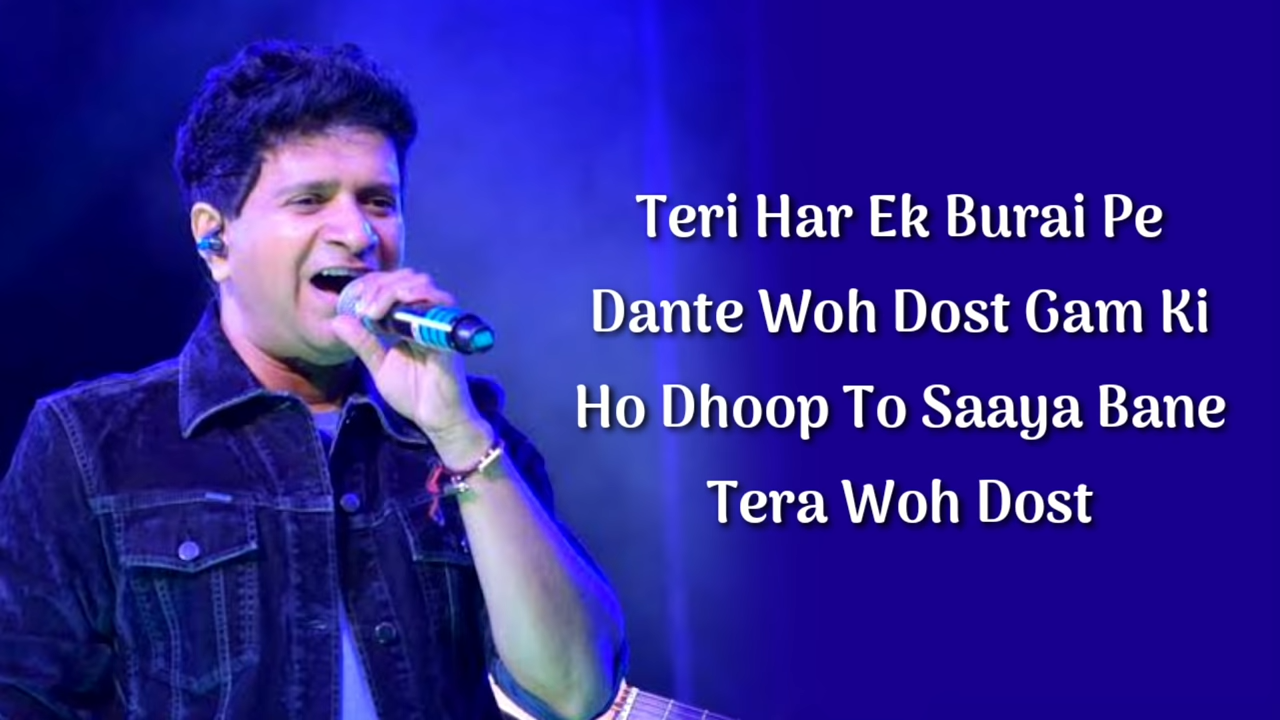 Teri Har Ek Burai Pe
Dante Woh Dost Gam Ki
Ho Dhoop To Saaya Bane
Tera Woh Dost